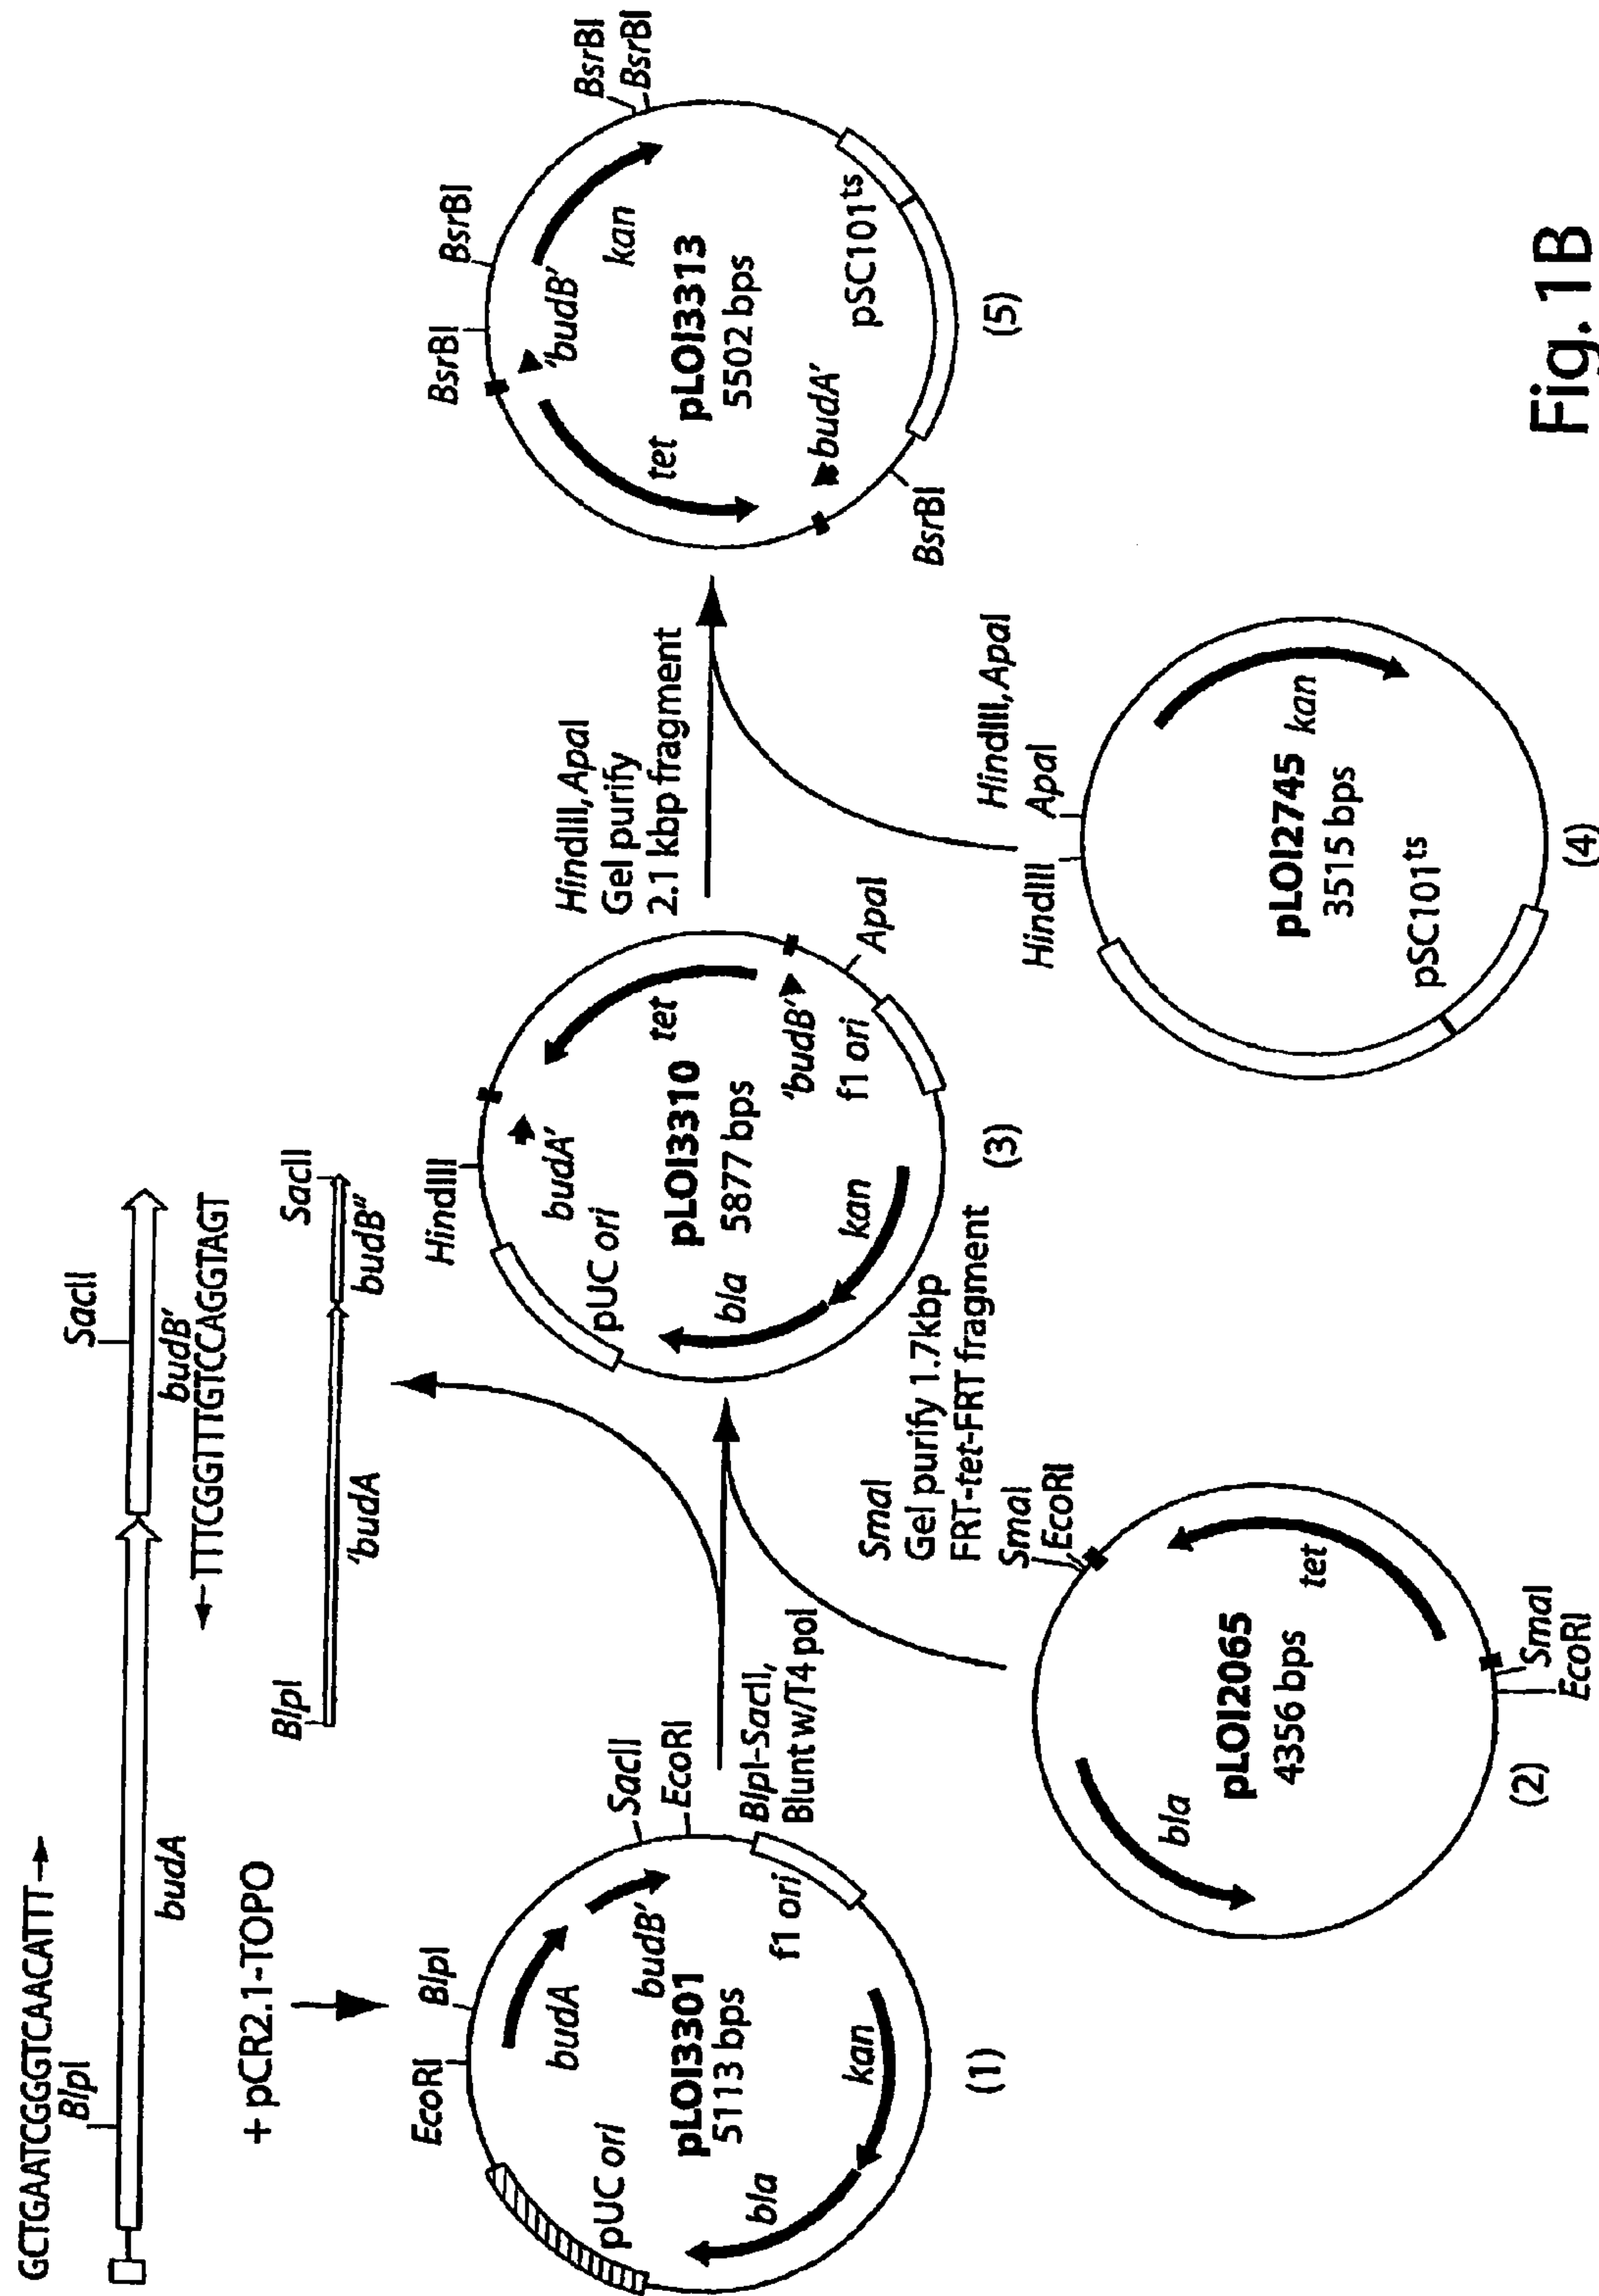 GCTGAATCGGGTCAACATTT→
BlpI
SacII
budA
budB'
←TTTCGGTTTGTCCAGGTAGT
+ pCR2.1-TOPO
BlpI
SacII
'budA
budB''
EcoRI
BlpI
SacII
EcoRI
budA
budB'
pUC ori
pLOI3301
5113 bps
f1 ori
bla
kan
(1)
BlpI-SacII,
Blunt w/T4 pol
SmaI
Gel purify 1.7kbp
FRT-tet-FRT fragment
SmaI
EcoRI
bla
pLOI2065
4356 bps
tet
SmaI
EcoRI
(2)
HindIII
budA'
pUC ori
tet
pLOI3310
5877 bps
'budB'
f1 ori
ApaI
bla
kan
(3)
HindIII, ApaI
Gel purify
2.1 kbp fragment
HindIII, ApaI
HindIII
ApaI
pLOI2745
3515 bps
kan
pSC101ts
(4)
BsrBI
BsrBI
BsrBI
BsrBI
'budB'
kan
tet
pLOI3313
5502 bps
budA'
pSC101ts
BsrBI
(5)
Fig. 1B